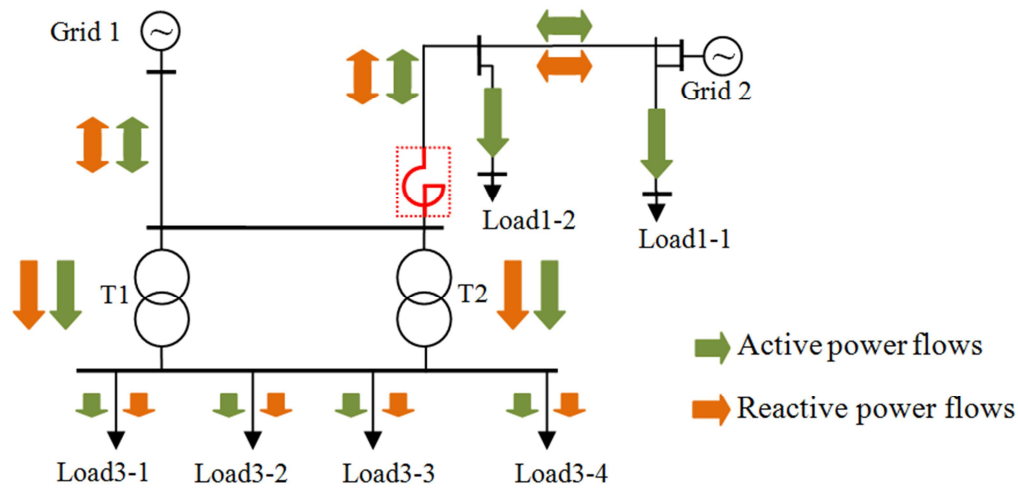 Grid 1
Grid 2
Load1-2
Load1-1
T1
T2
Active power flows
Reactive power flows
Load3-1
Load3-2
Load3-3
Load3-4